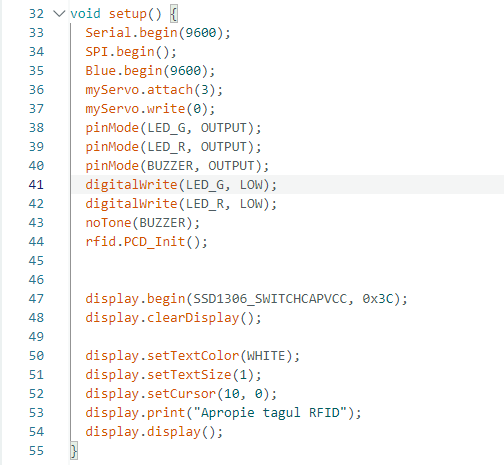 32 void setup() {
33 Serial.begin(9600);
34 SPI.begin();
35 Blue.begin(9600);
36 myServo.attach(3);
37 myServo.write(0);
38 pinMode(LED_G, OUTPUT);
39 pinMode(LED_R, OUTPUT);
40 pinMode(BUZZER, OUTPUT);
41 digitalWrite(LED_G, LOW);
42 digitalWrite(LED_R, LOW);
43 noTone(BUZZER);
44 rfid.PCD_Init();
45
46
47 display.begin(SSD1306_SWITCHCAPVCC, 0x3C);
48 display.clearDisplay();
49
50 display.setTextColor(WHITE);
51 display.setTextSize(1);
52 display.setCursor(10, 0);
53 display.print("Apropie tagul RFID");
54 display.display();
55 }